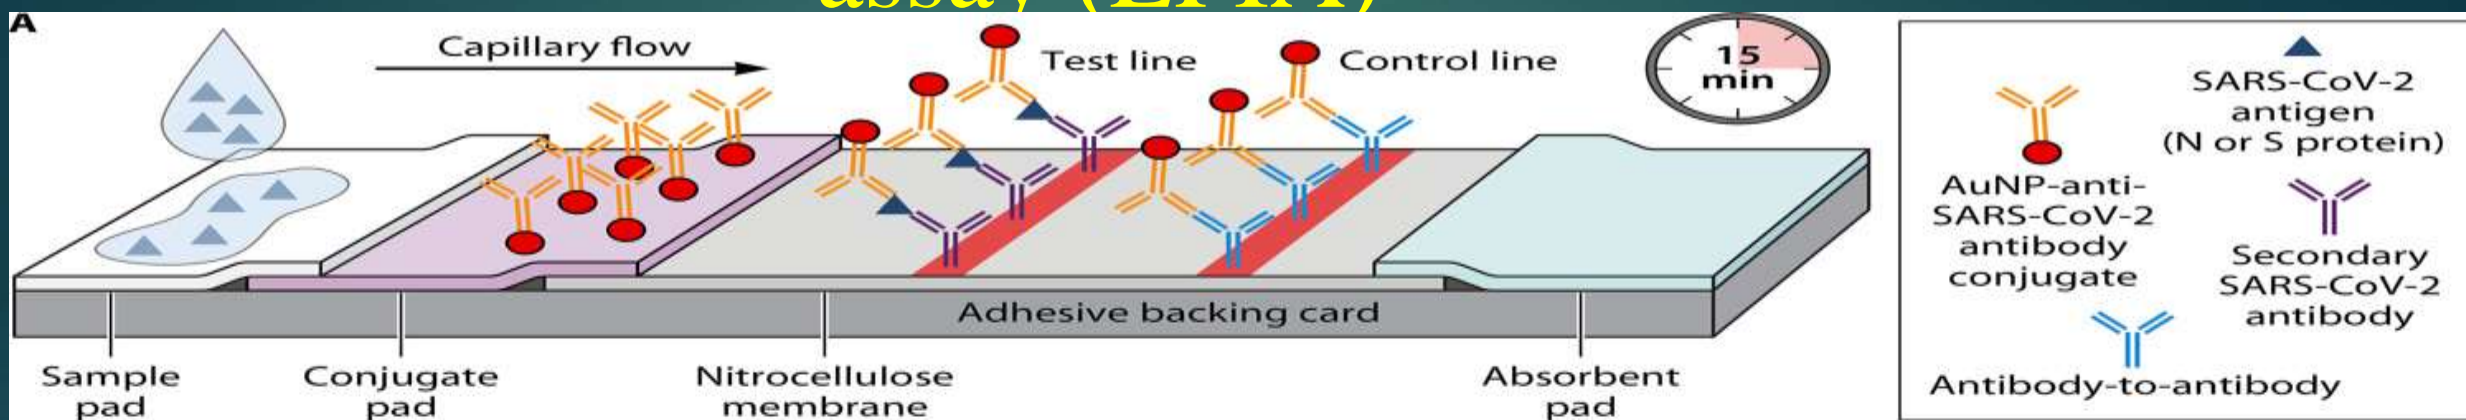 assay (LFIA)
A
Capillary flow
Test line
Control line
15
min
Adhesive backing card
Sample
pad
Conjugate
pad
Nitrocellulose
membrane
Absorbent
pad
AuNP-anti-
SARS-CoV-2
antibody
conjugate
SARS-CoV-2
antigen
(N or S protein)
Secondary
SARS-CoV-2
antibody
Antibody-to-antibody